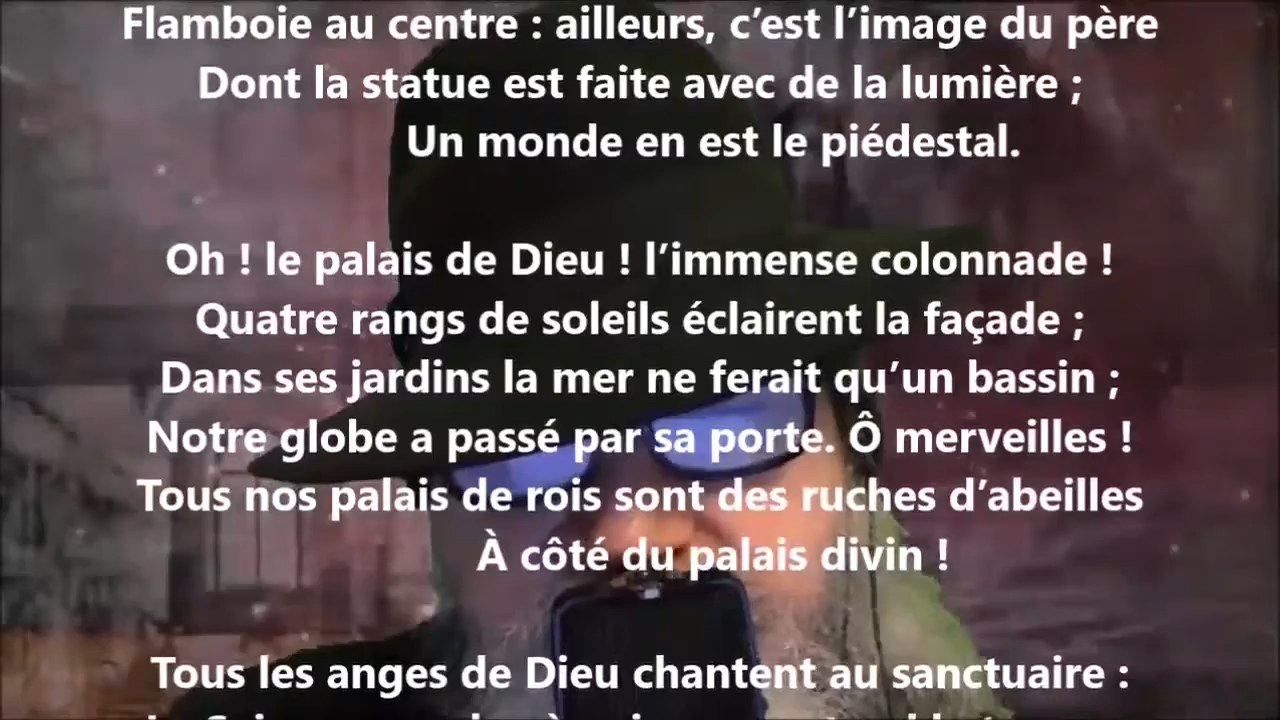 Flamboie au centre : ailleurs, c’est l’image du père
Dont la statue est faite avec de la lumière ;
Un monde en est le piédestal.
Oh ! le palais de Dieu ! l’immense colonnade !
Quatre rangs de soleils éclairent la façade ;
Dans ses jardins la mer ne ferait qu’un bassin ;
Notre globe a passé par sa porte. Ô merveilles !
Tous nos palais de rois sont des ruches d’abeilles
À côté du palais divin !
Tous les anges de Dieu chantent au sanctuaire :